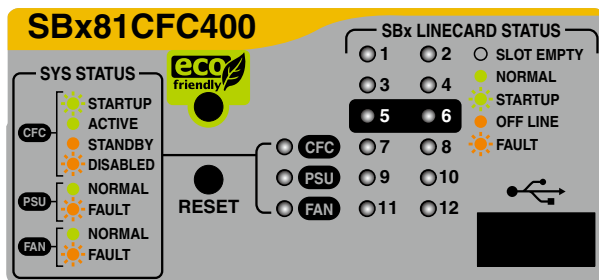 SBx81CFC400
SBx LINECARD STATUS
eco
friendly
1 2
3 4
5 6
7 8
9 10
11 12
SLOT EMPTY
NORMAL
STARTUP
OFF LINE
FAULT
SYS STATUS
CFC
STARTUP
ACTIVE
STANDBY
DISABLED
PSU
NORMAL
FAULT
FAN
NORMAL
FAULT
RESET
CFC
PSU
FAN